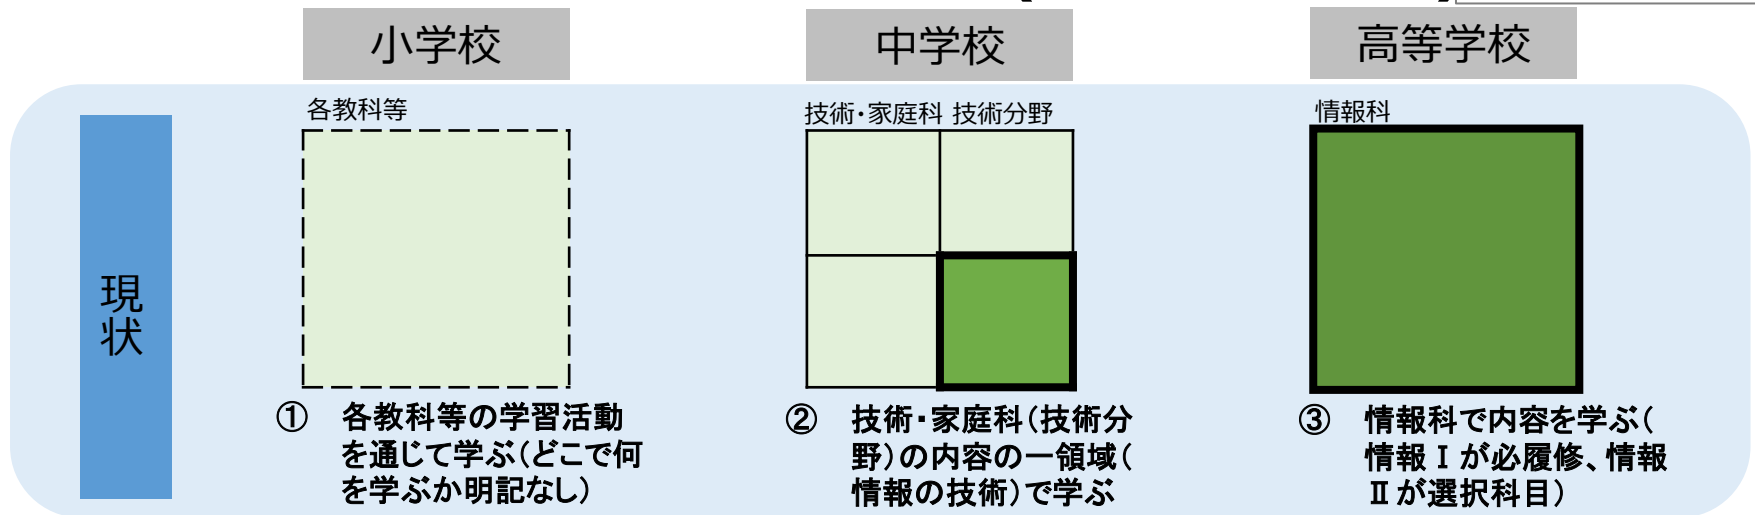 小学校
中学校
高等学校
現状
各教科等
① 各教科等の学習活動
を通じて学ぶ(どこで何
を学ぶか明記なし)
技術・家庭科 技術分野
② 技術・家庭科(技術分
野)の内容の一領域(
情報の技術)で学ぶ
情報科
③ 情報科で内容を学ぶ(
情報Ⅰが必履修、情報
Ⅱが選択科目)